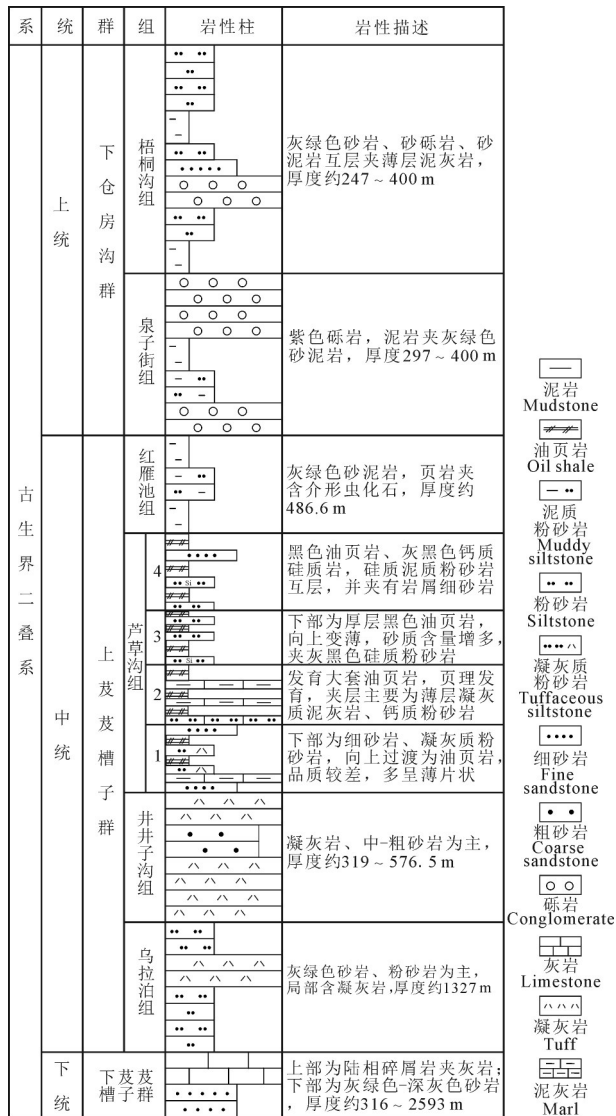 系 统 群 组 岩性柱 岩性描述
古生界二叠系
上统
下仓房沟群
梧桐沟组
灰绿色砂岩、砂砾岩、砂
泥岩互层夹薄层泥灰岩，
厚度约247～400 m
泉子街组
紫色砾岩，泥岩夹灰绿色
砂泥岩，厚度297～400 m
中统
上芨芨槽子群
红雁池组
灰绿色砂泥岩，页岩夹
含介形虫化石，厚度约
486.6 m
芦草沟组
4
黑色油页岩、灰黑色钙质
硅质岩，硅质泥质粉砂岩
互层，并夹有岩屑细砂岩
Si
3
下部为厚层黑色油页岩，
向上变薄，砂质含量增多，
夹灰黑色硅质粉砂岩
Si
2
发育大套油页岩，页理发
育，夹层主要为薄层凝灰
质泥灰岩、钙质粉砂岩
1
下部为细砂岩、凝灰质粉
砂岩，向上过渡为油页岩，
品质较差，多呈薄片状
井井子沟组
凝灰岩、中-粗砂岩为主，
厚度约319～576. 5 m
乌拉泊组
灰绿色砂岩、粉砂岩为主，
局部含凝灰岩，厚度约1327 m
下统
下芨芨
槽子群
上部为陆相碎屑岩夹灰岩；
下部为灰绿色-深灰色砂岩
，厚度约316～2593 m
泥岩
Mudstone
油页岩
Oil shale
泥质
粉砂岩
Muddy
siltstone
粉砂岩
Siltstone
凝灰质
粉砂岩
Tuffaceous
siltstone
细砂岩
Fine
sandstone
粗砂岩
Coarse
sandstone
砾岩
Conglomerate
灰岩
Limestone
凝灰岩
Tuff
泥灰岩
Marl